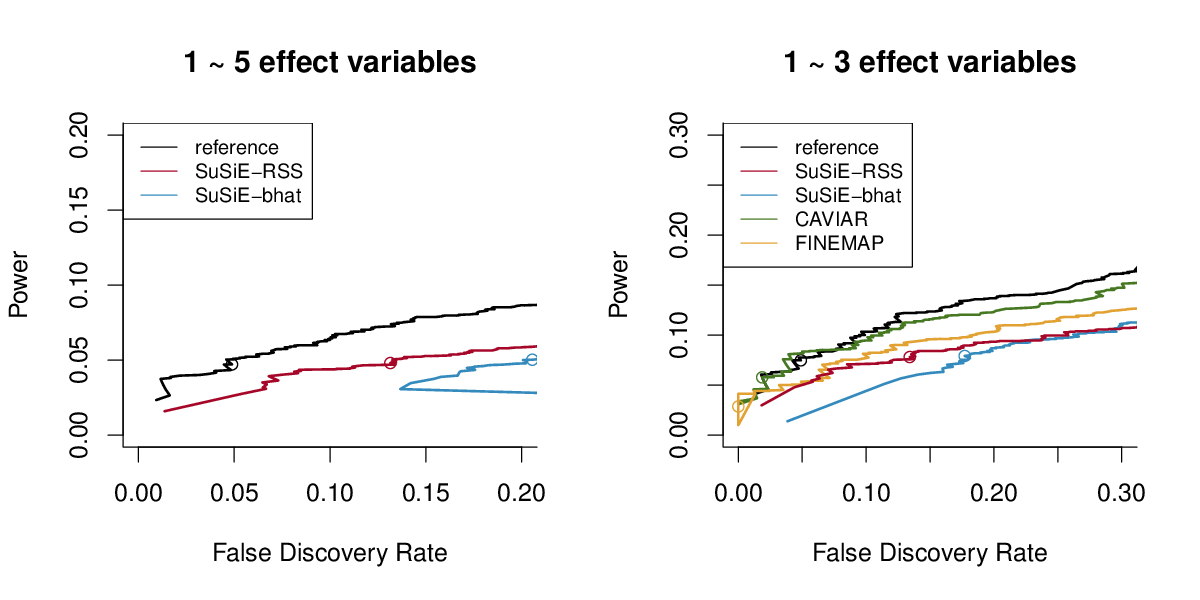 1 ~ 5 effect variables
Power
0.20
0.15
0.10
0.05
0.00
reference
SuSiE−RSS
SuSiE−bhat
0.00 0.05 0.10 0.15 0.20
False Discovery Rate
1 ~ 3 effect variables
Power
0.30
0.20
0.10
0.00
reference
SuSiE−RSS
SuSiE−bhat
CAVIAR
FINEMAP
0.00 0.10 0.20 0.30
False Discovery Rate